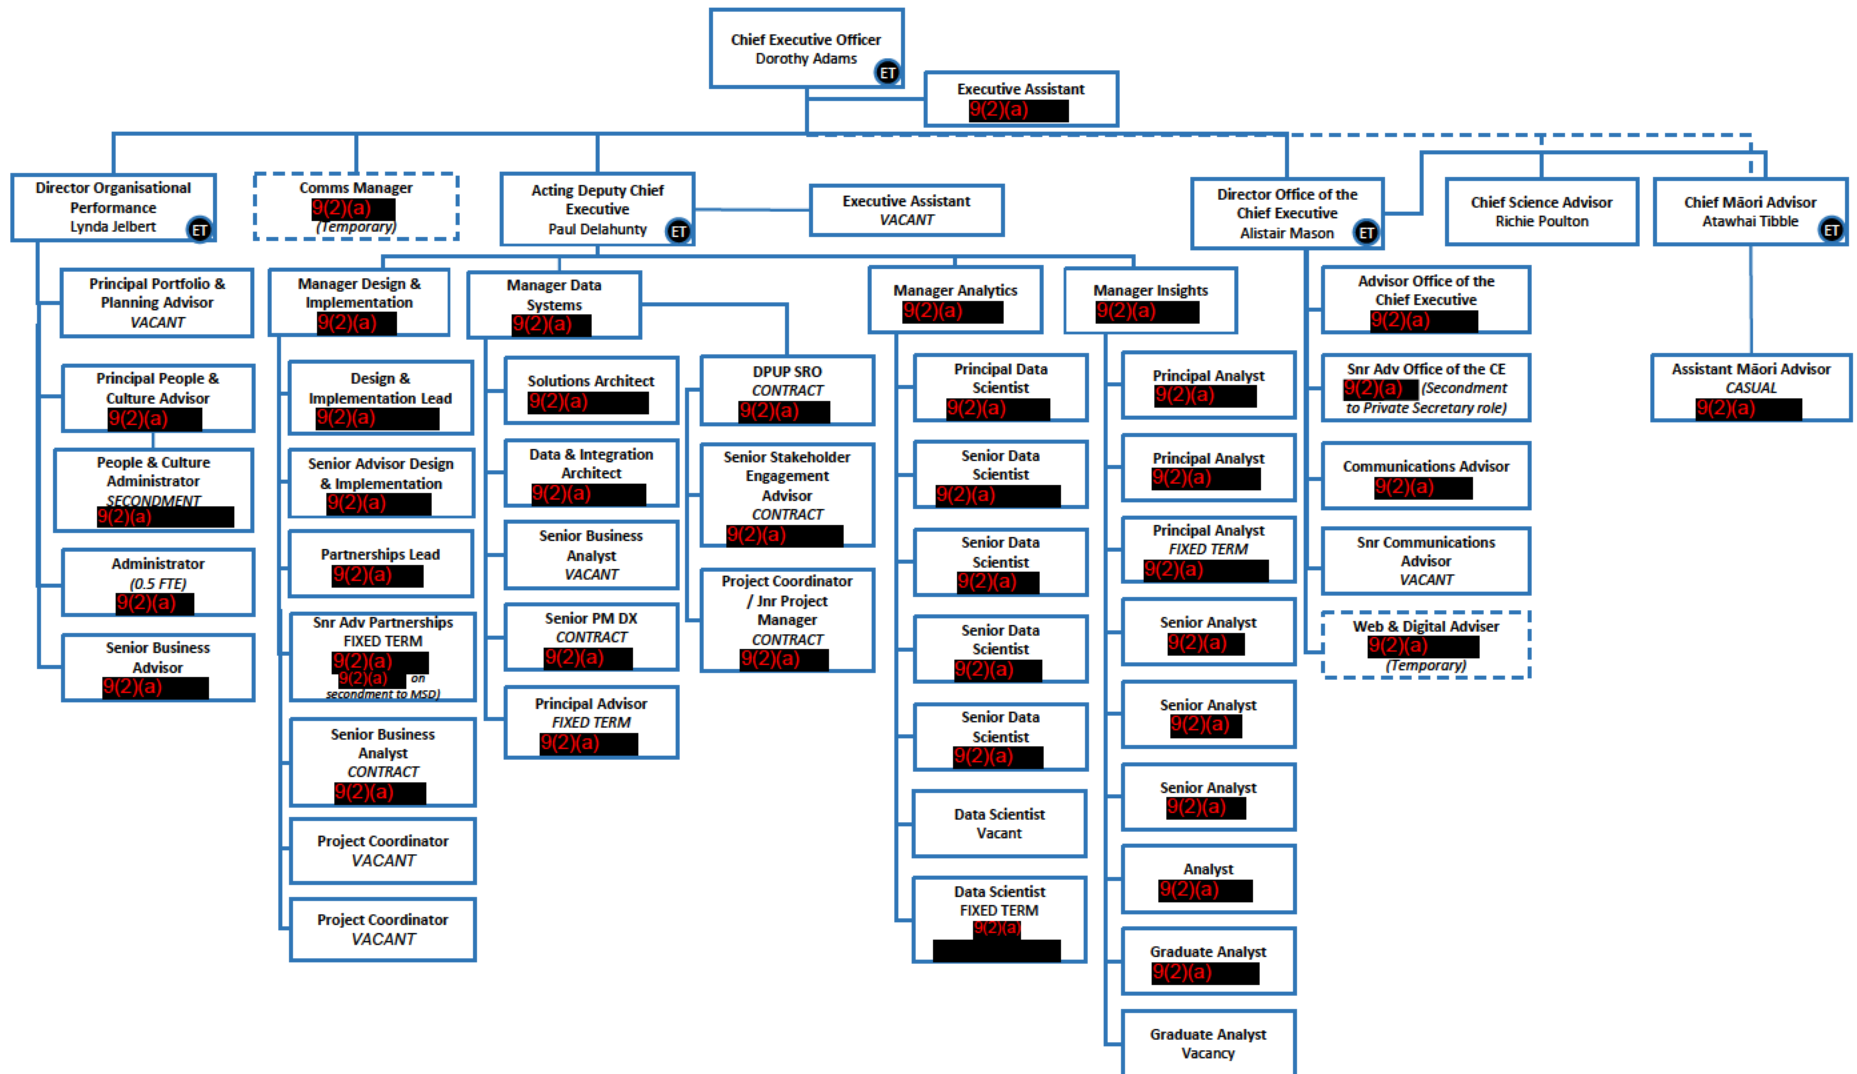 Chief Executive Officer
Dorothy Adams
ET
Executive Assistant
9(2)(a)
Director Organisational
Performance
Lynda Jelbert
ET
Comms Manager
9(2)(a)
(Temporary)
Acting Deputy Chief
Executive
Paul Delahunty
ET
Executive Assistant
VACANT
Director Office of the
Chief Executive
Alistair Mason
ET
Chief Science Advisor
Richie Poulton
Chief Māori Advisor
Atawhai Tibble
ET
Principal Portfolio &
Planning Advisor
VACANT
Principal People &
Culture Advisor
9(2)(a)
People & Culture
Administrator
SECONDMENT
9(2)(a)
Administrator
(0.5 FTE)
9(2)(a)
Senior Business
Advisor
9(2)(a)
Manager Design &
Implementation
9(2)(a)
Design &
Implementation Lead
9(2)(a)
Senior Advisor Design
& Implementation
9(2)(a)
Partnerships Lead
9(2)(a)
Snr Adv Partnerships
FIXED TERM
9(2)(a)
9(2)(a) on
secondment to MSD)
Senior Business
Analyst
CONTRACT
9(2)(a)
Project Coordinator
VACANT
Project Coordinator
VACANT
Manager Data
Systems
9(2)(a)
Solutions Architect
9(2)(a)
Data & Integration
Architect
9(2)(a)
Senior Business
Analyst
VACANT
Senior PM DX
CONTRACT
9(2)(a)
Principal Advisor
FIXED TERM
9(2)(a)
DPUP SRO
CONTRACT
9(2)(a)
Senior Stakeholder
Engagement
Advisor
CONTRACT
9(2)(a)
Project Coordinator
/ Jnr Project
Manager
CONTRACT
9(2)(a)
Manager Analytics
9(2)(a)
Principal Data
Scientist
9(2)(a)
Senior Data
Scientist
9(2)(a)
Senior Data
Scientist
9(2)(a)
Senior Data
Scientist
9(2)(a)
Senior Data
Scientist
9(2)(a)
Data Scientist
Vacant
Data Scientist
FIXED TERM
9(2)(a)
Manager Insights
9(2)(a)
Principal Analyst
9(2)(a)
Principal Analyst
9(2)(a)
Principal Analyst
FIXED TERM
9(2)(a)
Senior Analyst
9(2)(a)
Senior Analyst
9(2)(a)
Senior Analyst
9(2)(a)
Analyst
9(2)(a)
Graduate Analyst
9(2)(a)
Graduate Analyst
Vacancy
Advisor Office of the
Chief Executive
9(2)(a)
Snr Adv Office of the CE
9(2)(a) (Secondment
to Private Secretary role)
Communications Advisor
9(2)(a)
Snr Communications
Advisor
VACANT
Web & Digital Adviser
9(2)(a)
(Temporary)
Assistant Māori Advisor
CASUAL
9(2)(a)